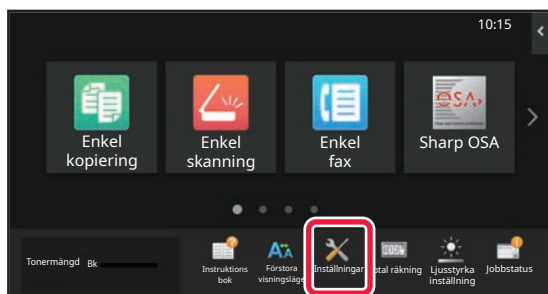 10:15
Enkel
kopiering
Enkel
skanning
Enkel
fax
OSA
Sharp OSA
Tonermängd Bk
Instruktions
bok
Förstora
visningsläge
Inställningar
tal räkning
Ljusstyrka
inställning
Jobbstatus